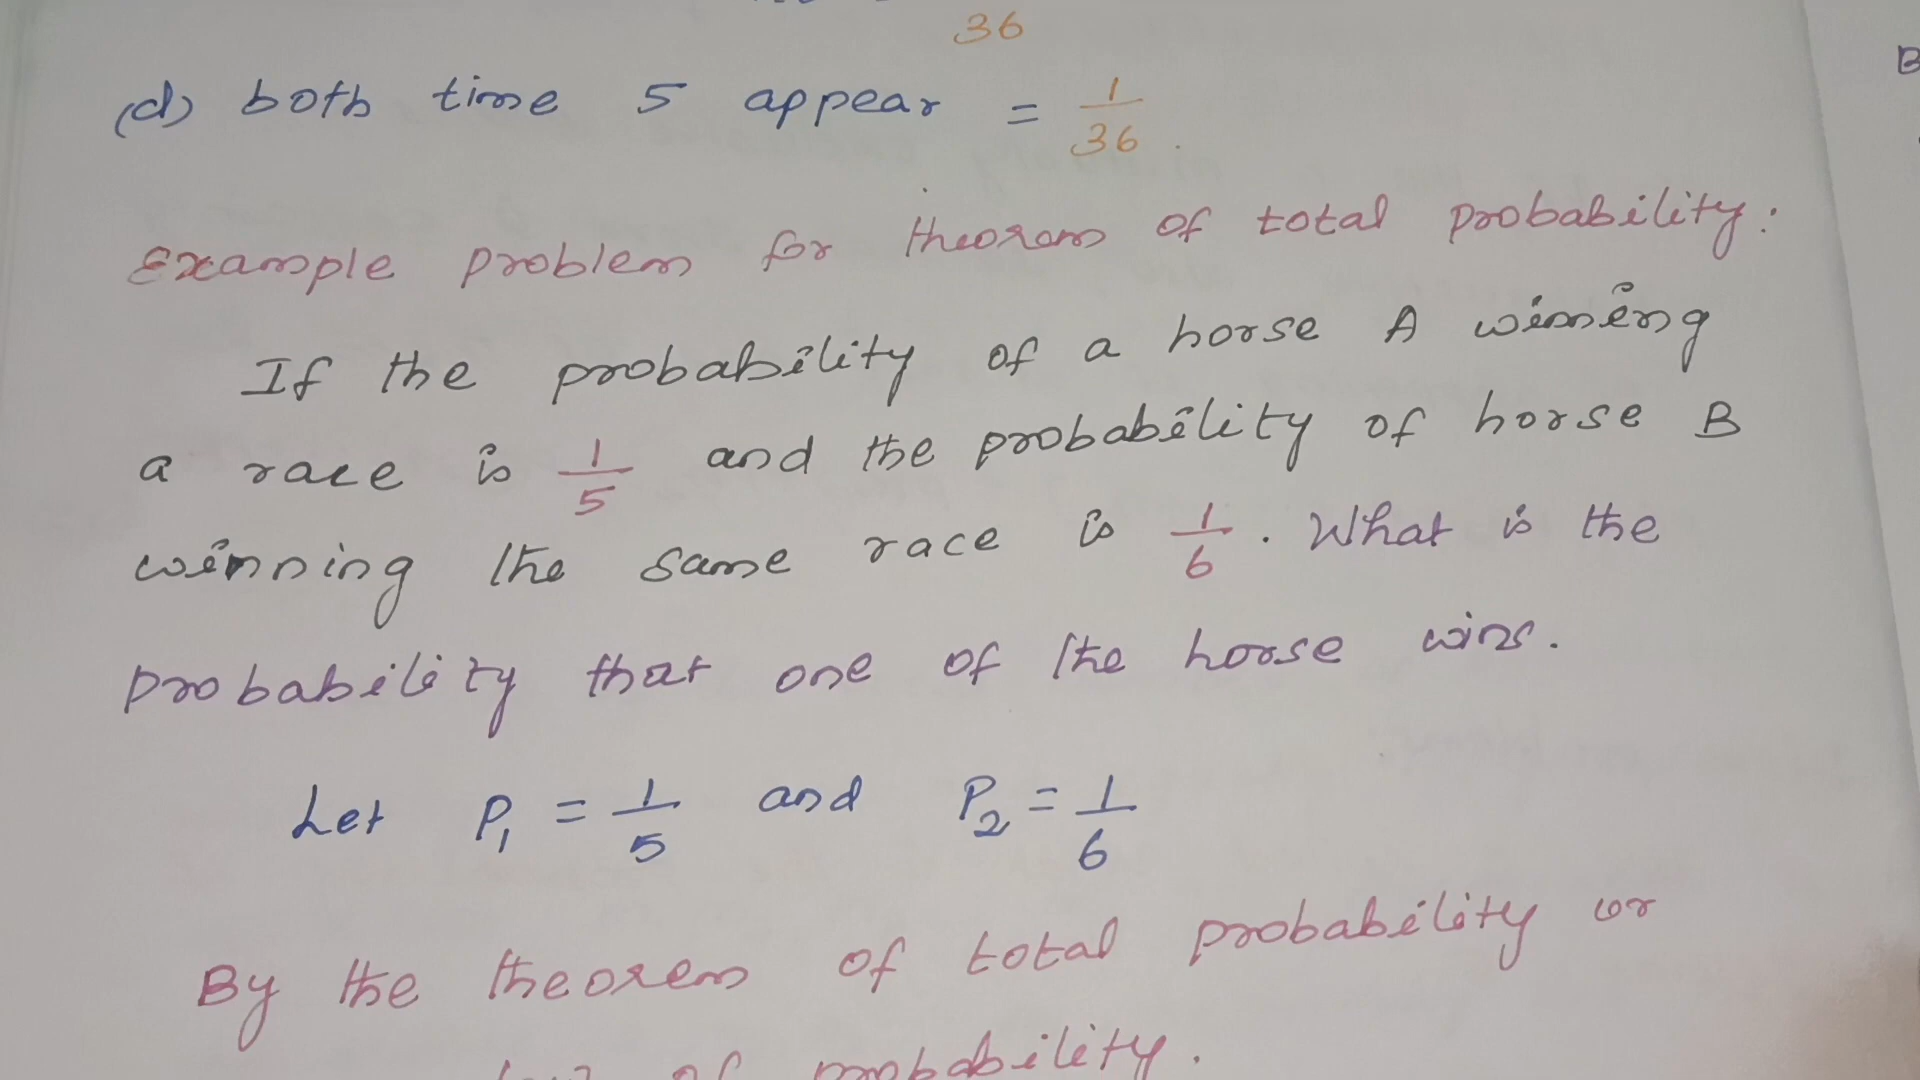 36
(d) both time 5 appear = 1/36.
Example problem for theorem of total probability:
If the probability of a horse A winning
a race is 1/5 and the probability of horse B
winning the same race is 1/6. What is the
probability that one of the horse wins.
Let P₁ = 1/5 and P₂ = 1/6
By the theorem of total probability or
of probability.
B